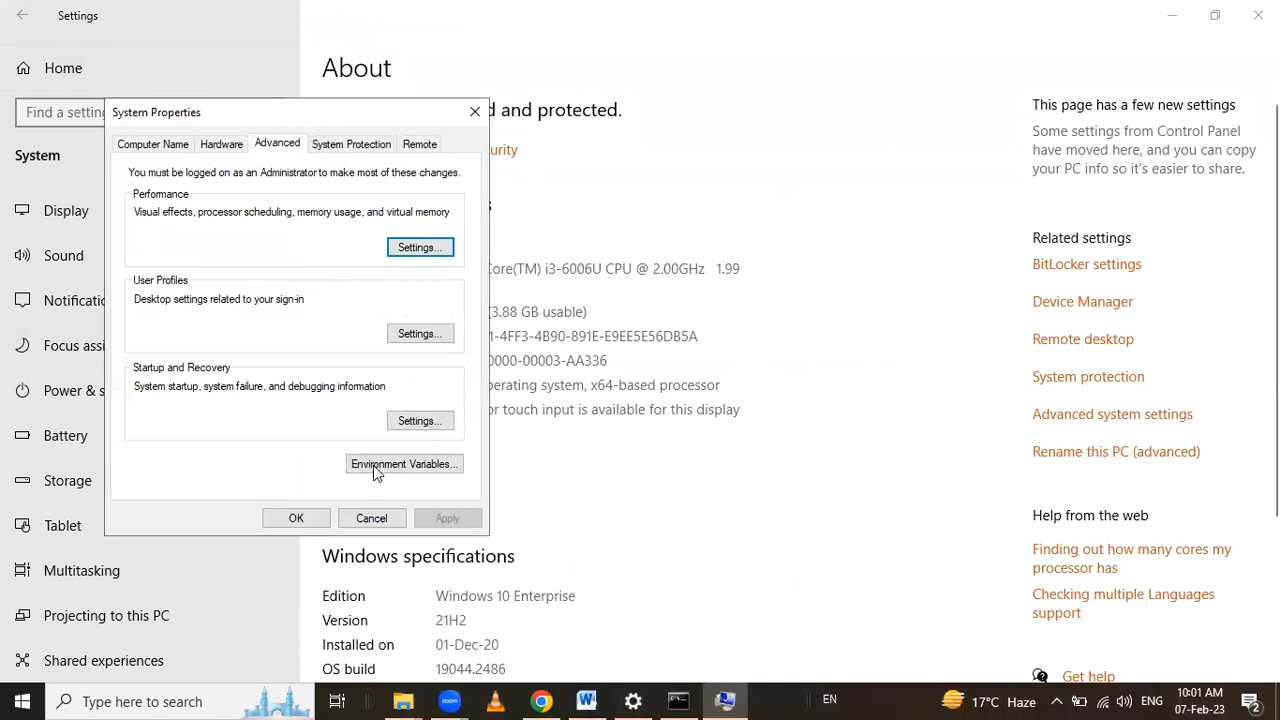 Settings
Home
Find a settin
System
Display
Sound
Notificatio
Focus assi
Power & s
Battery
Storage
Tablet
Multitasking
Projecting to this PC
Shared experiences
System Properties
Computer Name
Hardware
Advanced
System Protection
Remote
You must be logged on as an Administrator to make most of these changes.
Performance
Visual effects, processor scheduling, memory usage, and virtual memory
Settings...
User Profiles
Desktop settings related to your sign-in
Settings...
Startup and Recovery
System startup, system failure, and debugging information
Settings...
Environment Variables...
OK
Cancel
Apply
About
d and protected.
urity
s
Core(TM) i3-6006U CPU @ 2.00GHz 1.99
(3.88 GB usable)
1-4FF3-4B90-891E-E9EE5E56DB5A
0000-00003-AA336
perating system, x64-based processor
or touch input is available for this display
Windows specifications
Edition Windows 10 Enterprise
Version 21H2
Installed on 01-Dec-20
OS build 19044.2486
This page has a few new settings
Some settings from Control Panel
have moved here, and you can copy
your PC info so it's easier to share.
Related settings
BitLocker settings
Device Manager
Remote desktop
System protection
Advanced system settings
Rename this PC (advanced)
Help from the web
Finding out how many cores my
processor has
Checking multiple Languages
support
Get help
Type here to search
zoom
W
EN
17°C Haze
ENG
10:01 AM
07-Feb-23
2